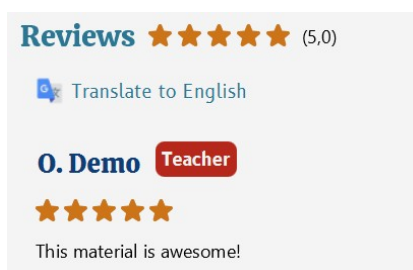 Reviews (5,0)
Translate to English
O. Demo Teacher
This material is awesome!